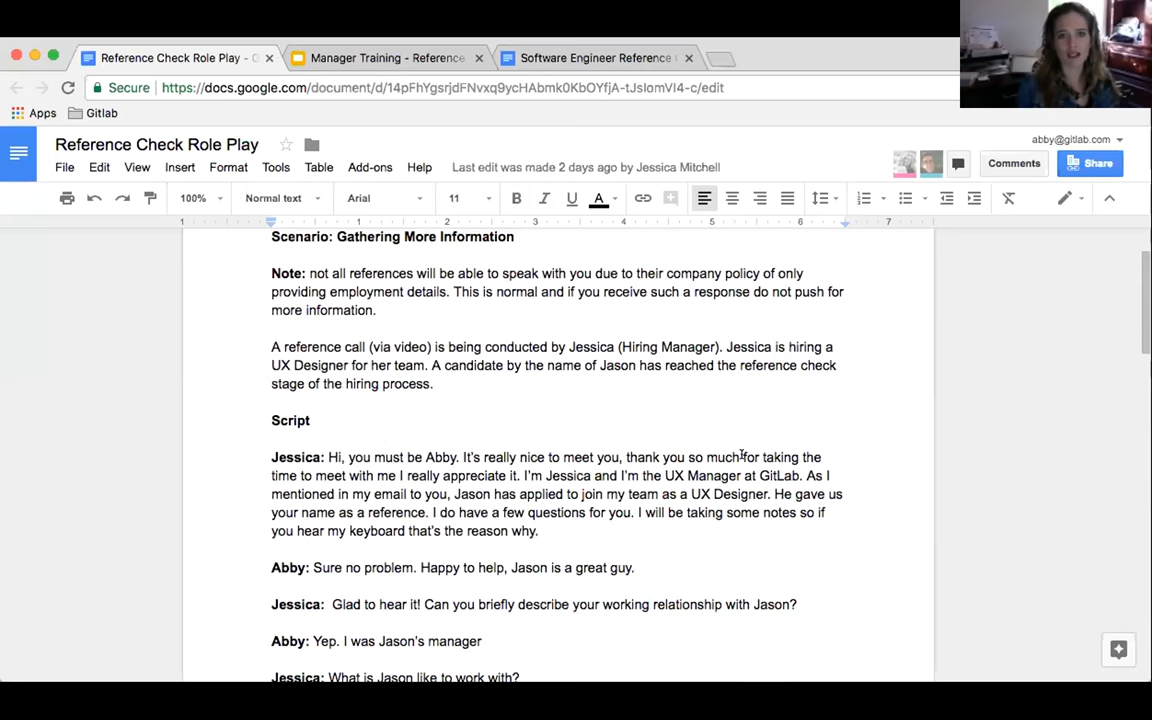 Reference Check Role Play - G
Manager Training - Reference
Software Engineer Reference
Secure
https://docs.google.com/document/d/14pFhYgsrjdFNvxq9ycHAbmk0KbOYfjA-tJsIomVI4-c/edit
Apps
Gitlab
Reference Check Role Play
abby@gitlab.com
File Edit View Insert Format Tools Table Add-ons Help Last edit was made 2 days ago by Jessica Mitchell
Comments
Share
100% Normal text Arial 11 B I U A
1 1 2 3 4 5 6 7
Scenario: Gathering More Information
Note: not all references will be able to speak with you due to their company policy of only
providing employment details. This is normal and if you receive such a response do not push for
more information.
A reference call (via video) is being conducted by Jessica (Hiring Manager). Jessica is hiring a
UX Designer for her team. A candidate by the name of Jason has reached the reference check
stage of the hiring process.
Script
Jessica: Hi, you must be Abby. It's really nice to meet you, thank you so much for taking the
time to meet with me I really appreciate it. I'm Jessica and I'm the UX Manager at GitLab. As I
mentioned in my email to you, Jason has applied to join my team as a UX Designer. He gave us
your name as a reference. I do have a few questions for you. I will be taking some notes so if
you hear my keyboard that's the reason why.
Abby: Sure no problem. Happy to help, Jason is a great guy.
Jessica: Glad to hear it! Can you briefly describe your working relationship with Jason?
Abby: Yep. I was Jason's manager
Jessica: What is Jason like to work with?